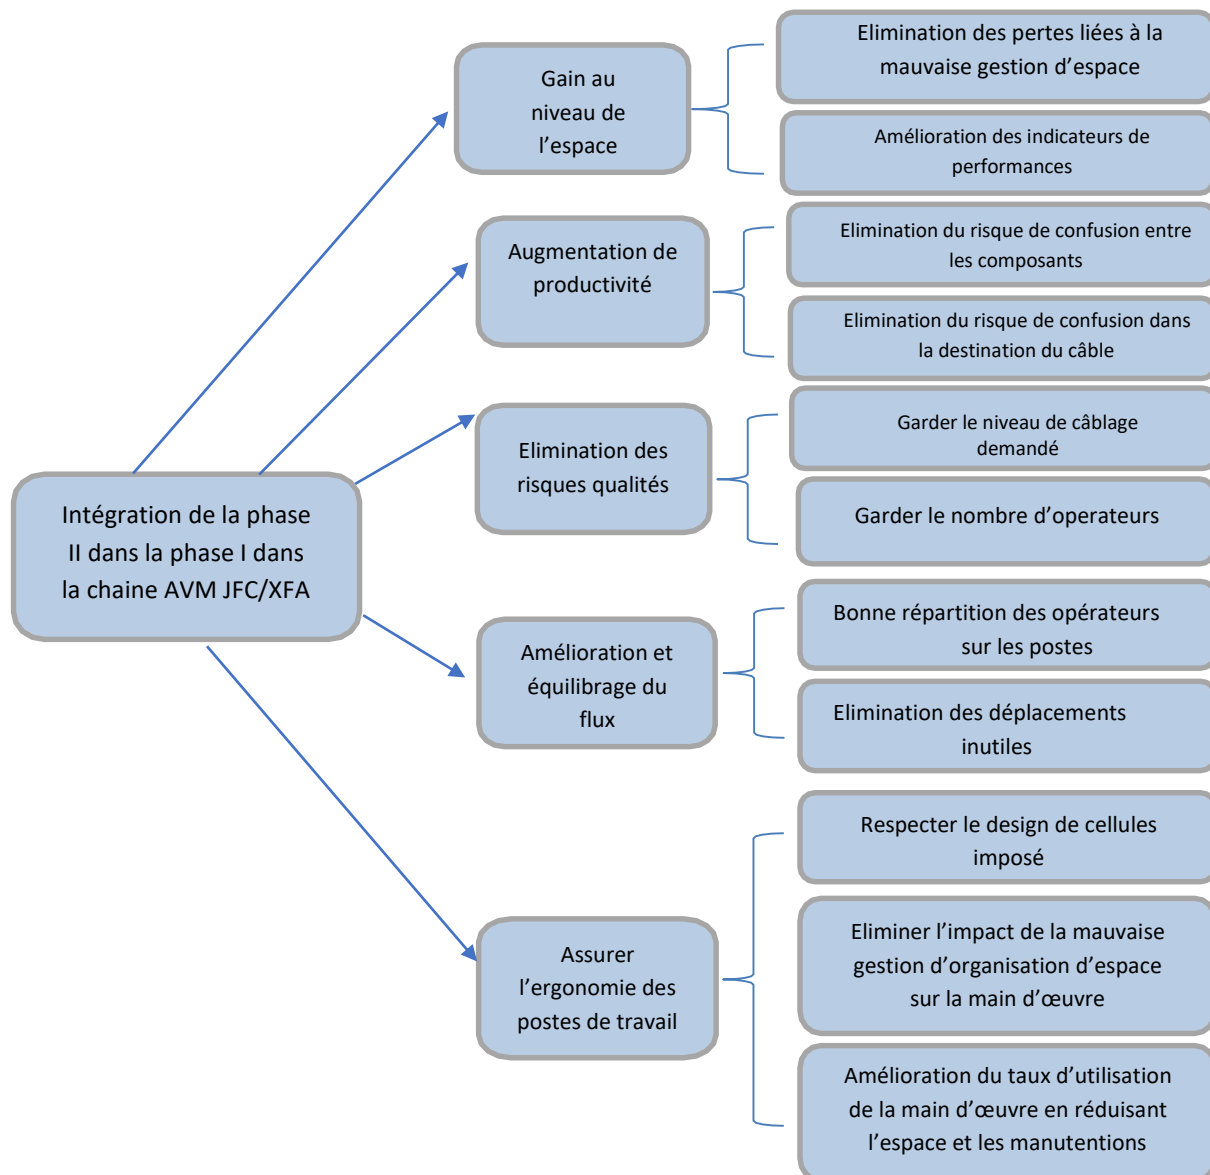 Intégration de la phase
II dans la phase I dans
la chaine AVM JFC/XFA
Gain au
niveau de
l’espace
Elimination des pertes liées à la
mauvaise gestion d’espace
Amélioration des indicateurs de
performances
Augmentation de
productivité
Elimination du risque de confusion entre
les composants
Elimination du risque de confusion dans
la destination du câble
Elimination des
risques qualités
Garder le niveau de câblage
demandé
Garder le nombre d’operateurs
Amélioration et
équilibrage du
flux
Bonne répartition des opérateurs
sur les postes
Elimination des déplacements
inutiles
Assurer
l’ergonomie des
postes de travail
Respecter le design de cellules
imposé
Eliminer l’impact de la mauvaise
gestion d’organisation d’espace
sur la main d’œuvre
Amélioration du taux d’utilisation
de la main d’œuvre en réduisant
l’espace et les manutentions